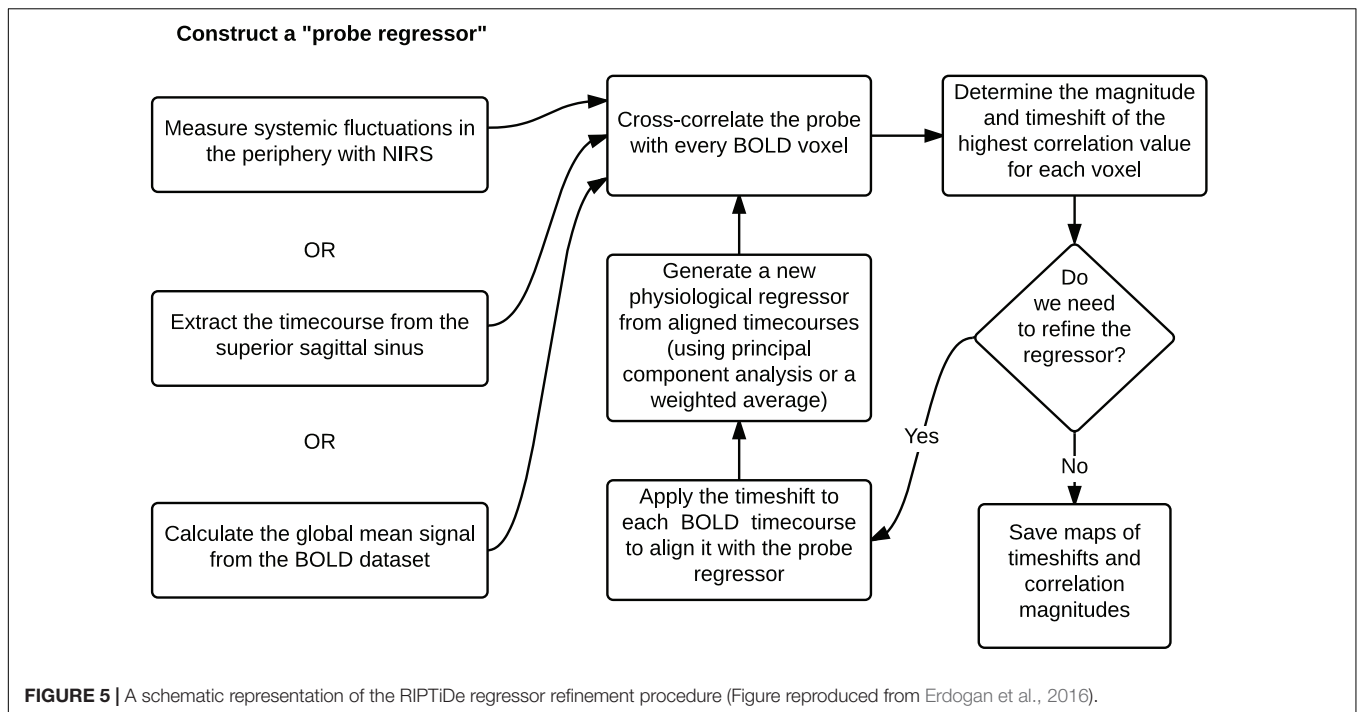 Construct a "probe regressor"
Measure systemic fluctuations in
the periphery with NIRS
OR
Extract the timecourse from the
superior sagittal sinus
OR
Calculate the global mean signal
from the BOLD dataset
Cross-correlate the probe
with every BOLD voxel
Determine the magnitude
and timeshift of the
highest correlation value
for each voxel
Do
we need
to refine the
regressor?
Yes
No
Apply the timeshift to
each BOLD timecourse
to align it with the probe
regressor
Generate a new
physiological regressor
from aligned timecourses
(using principal
component analysis or a
weighted average)
Save maps of
timeshifts and
correlation
magnitudes
FIGURE 5 | A schematic representation of the RIPTiDe regressor refinement procedure (Figure reproduced from Erdogan et al., 2016).